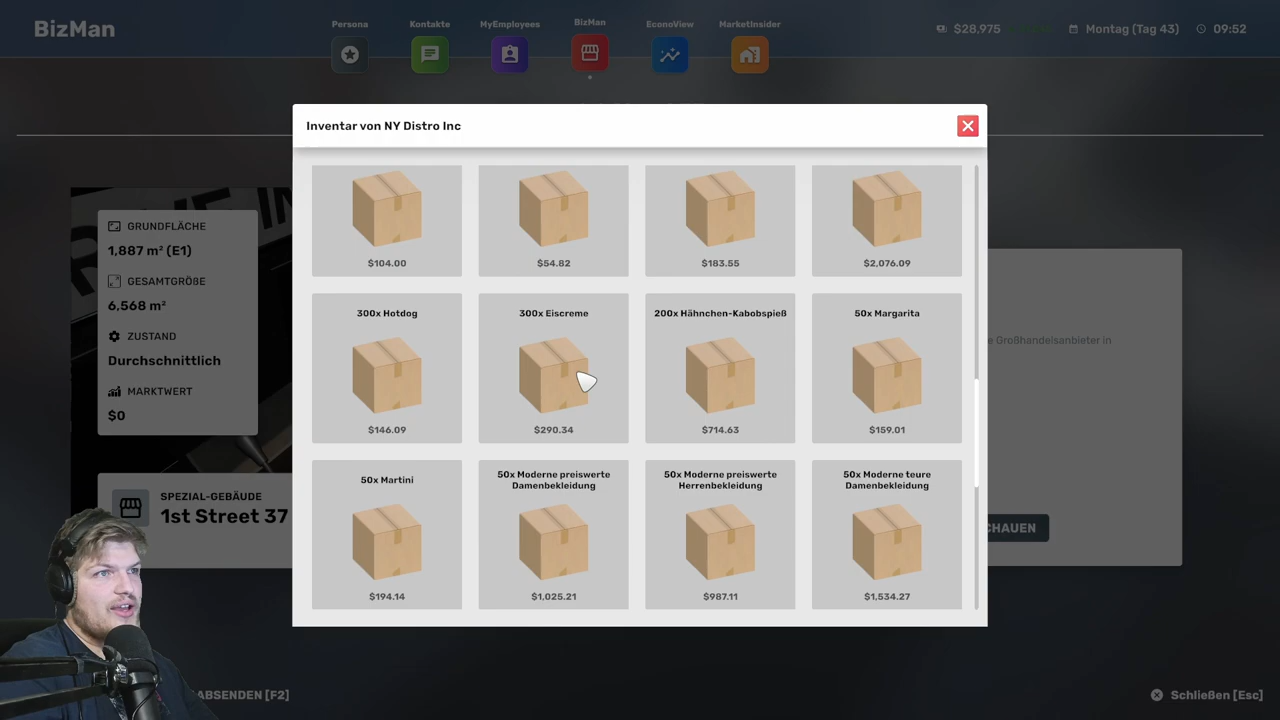 BizMan
Persona
Kontakte
MyEmployees
BizMan
EconoView
MarketInsider
$28,975
Montag (Tag 43)
09:52
Inventar von NY Distro Inc
GRUNDFLÄCHE
1,887 m² (E1)
GESAMTGRÖßE
6,568 m²
ZUSTAND
Durchschnittlich
MARKTWERT
$0
SPEZIAL-GEBÄUDE
1st Street 37
$104.00
$54.82
$183.55
$2,076.09
300x Hotdog
300x Eiscreme
200x Hähnchen-Kabobspieß
50x Margarita
$146.09
$290.34
$714.63
$159.01
50x Martini
50x Moderne preiswerte
Damenbekleidung
50x Moderne preiswerte
Herrenbekleidung
50x Moderne teure
Damenbekleidung
$194.14
$1,025.21
$987.11
$1,534.27
e Großhandelsanbieter in
CHAUEN
ABSENDEN [F2]
Schließen [Esc]